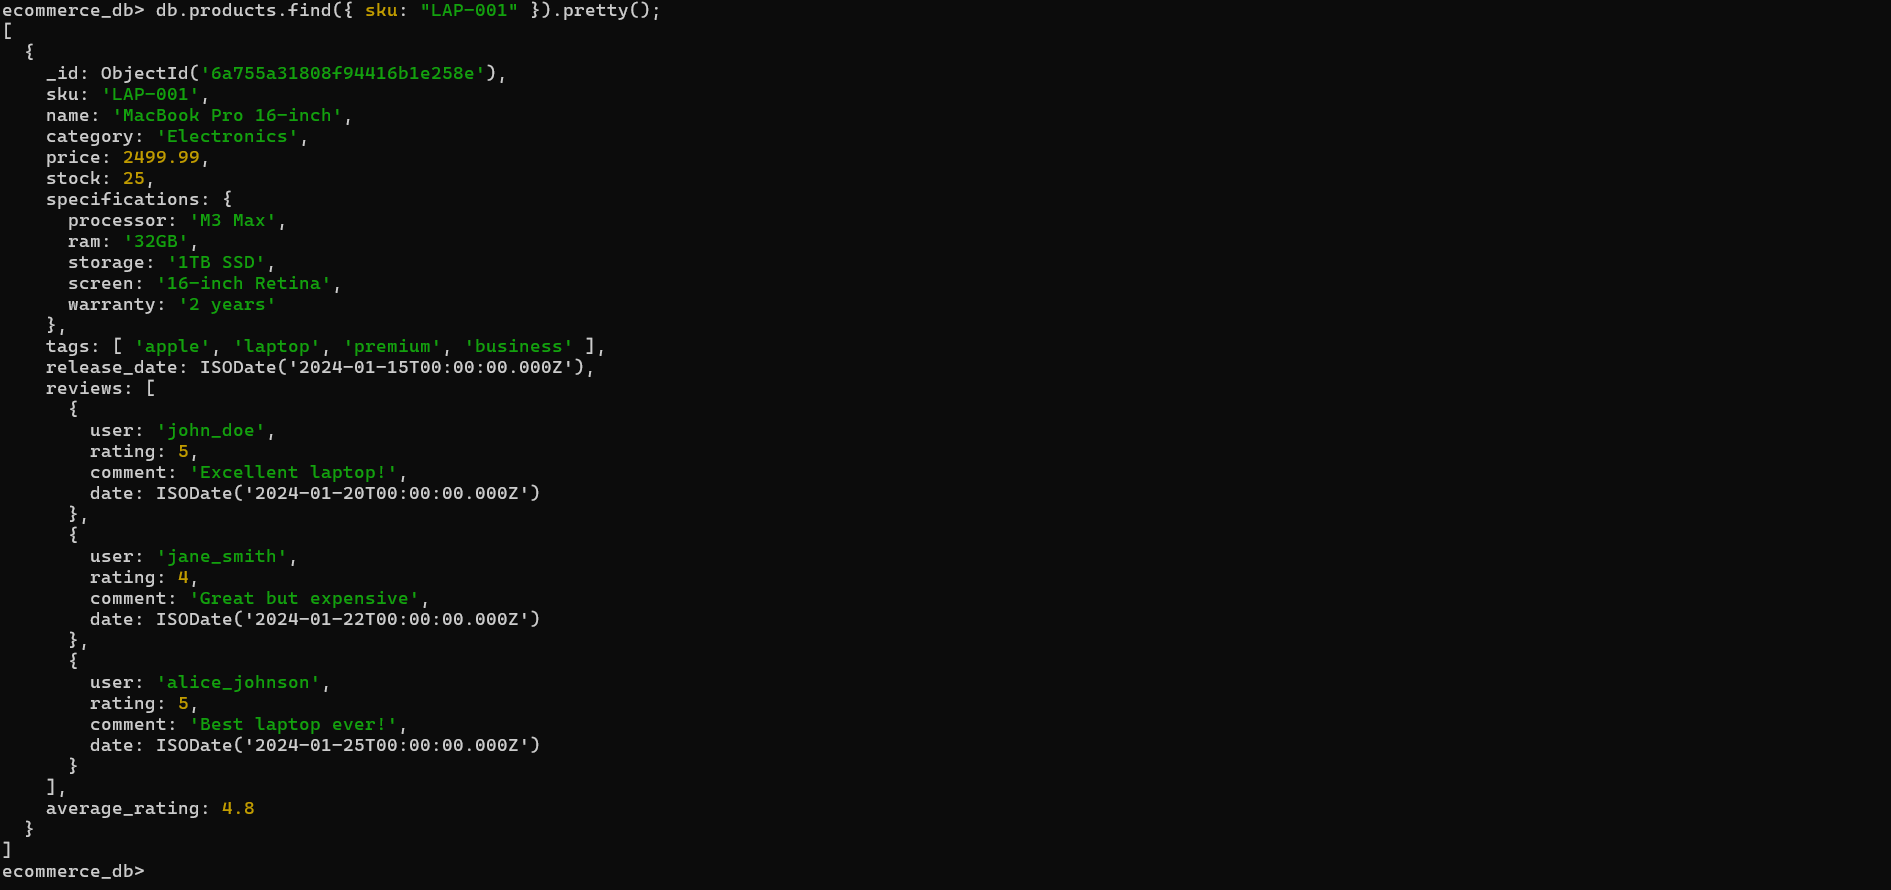 ecommerce_db> db.products.find({ sku: "LAP-001" }).pretty();
[
  {
    _id: ObjectId('6a755a31808f94416b1e258e'),
    sku: 'LAP-001',
    name: 'MacBook Pro 16-inch',
    category: 'Electronics',
    price: 2499.99,
    stock: 25,
    specifications: {
      processor: 'M3 Max',
      ram: '32GB',
      storage: '1TB SSD',
      screen: '16-inch Retina',
      warranty: '2 years'
    },
    tags: [ 'apple', 'laptop', 'premium', 'business' ],
    release_date: ISODate('2024-01-15T00:00:00.000Z'),
    reviews: [
      {
        user: 'john_doe',
        rating: 5,
        comment: 'Excellent laptop!',
        date: ISODate('2024-01-20T00:00:00.000Z')
      },
      {
        user: 'jane_smith',
        rating: 4,
        comment: 'Great but expensive',
        date: ISODate('2024-01-22T00:00:00.000Z')
      },
      {
        user: 'alice_johnson',
        rating: 5,
        comment: 'Best laptop ever!',
        date: ISODate('2024-01-25T00:00:00.000Z')
      }
    ],
    average_rating: 4.8
  }
]
ecommerce_db>